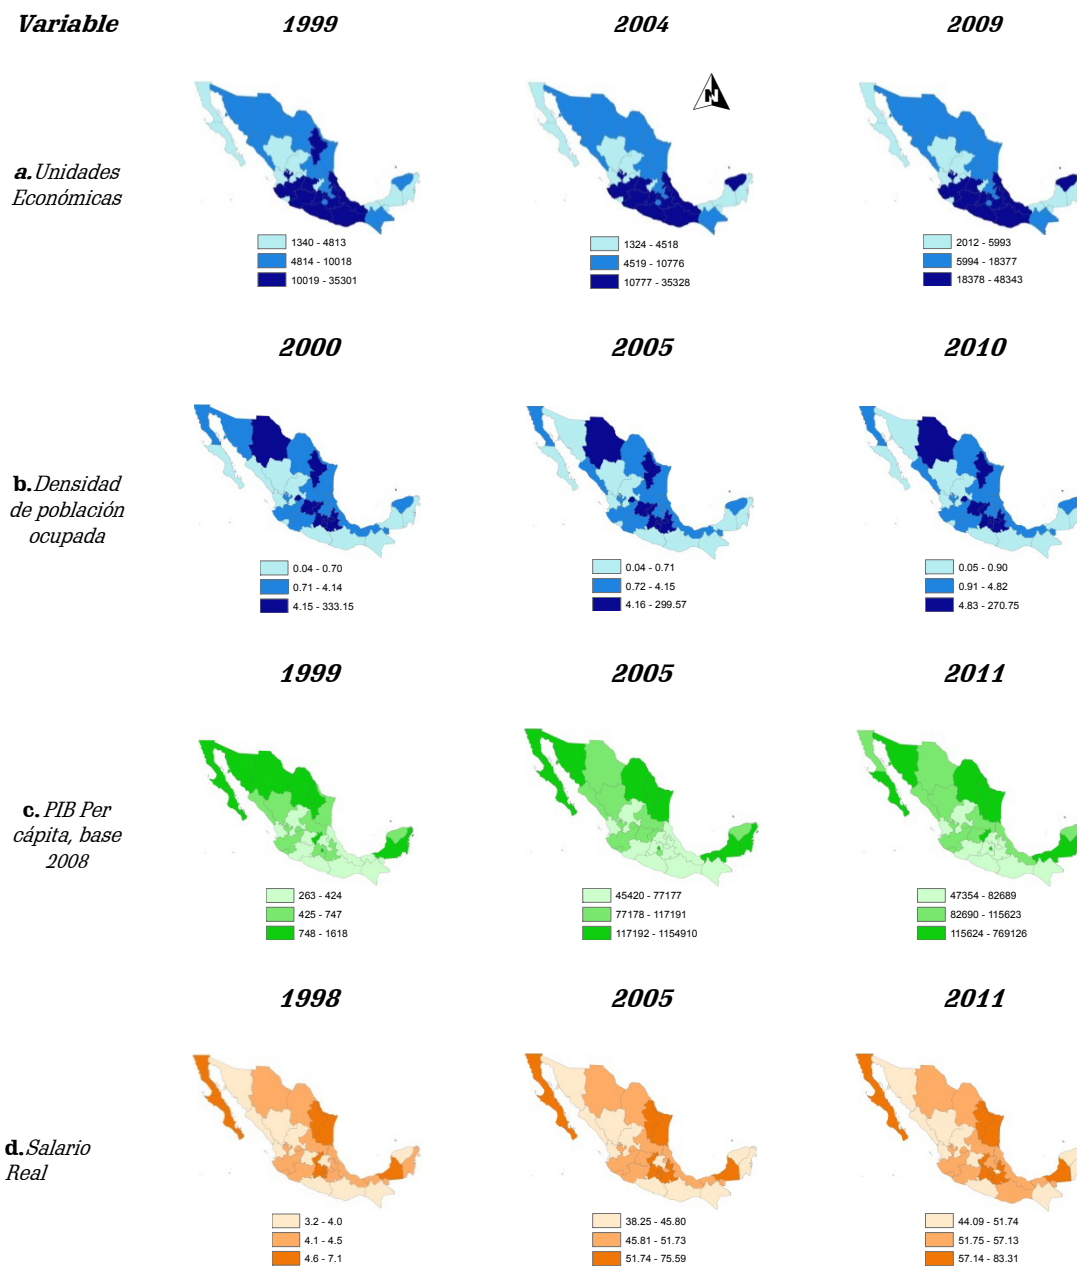 Variable 1999 2004 2009
N
a. Unidades
Económicas
1340 - 4813
4814 - 10018
10019 - 35301
1324 - 4518
4519 - 10776
10777 - 35328
2012 - 5993
5994 - 18377
18378 - 48343
2000 2005 2010
b. Densidad
de población
ocupada
0.04 - 0.70
0.71 - 4.14
4.15 - 333.15
0.04 - 0.71
0.72 - 4.15
4.16 - 299.57
0.05 - 0.90
0.91 - 4.82
4.83 - 270.75
1999 2005 2011
c. PIB Per
cápita, base
2008
263 - 424
425 - 747
748 - 1618
45420 - 77177
77178 - 117191
117192 - 1154910
47354 - 82689
82690 - 115623
115624 - 769126
1998 2005 2011
d. Salario
Real
3.2 - 4.0
4.1 - 4.5
4.6 - 7.1
38.25 - 45.80
45.81 - 51.73
51.74 - 75.59
44.09 - 51.74
51.75 - 57.13
57.14 - 83.31